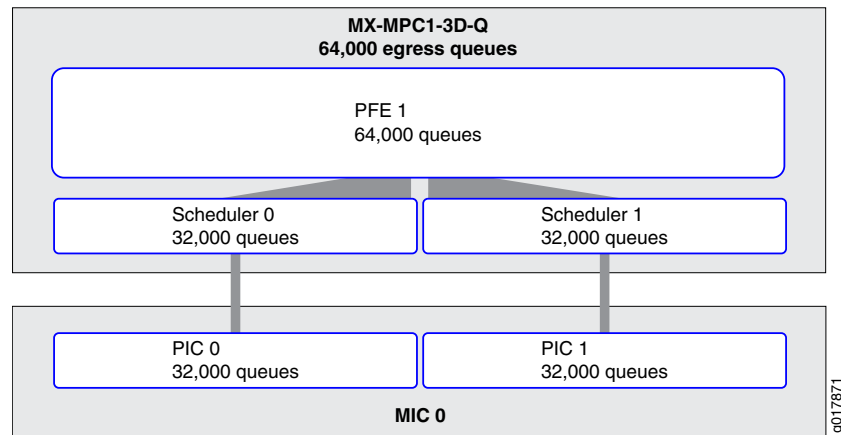 MX-MPC1-3D-Q
64,000 egress queues
PFE 1
64,000 queues
Scheduler 0
32,000 queues
Scheduler 1
32,000 queues
PIC 0
32,000 queues
PIC 1
32,000 queues
MIC 0
g017871